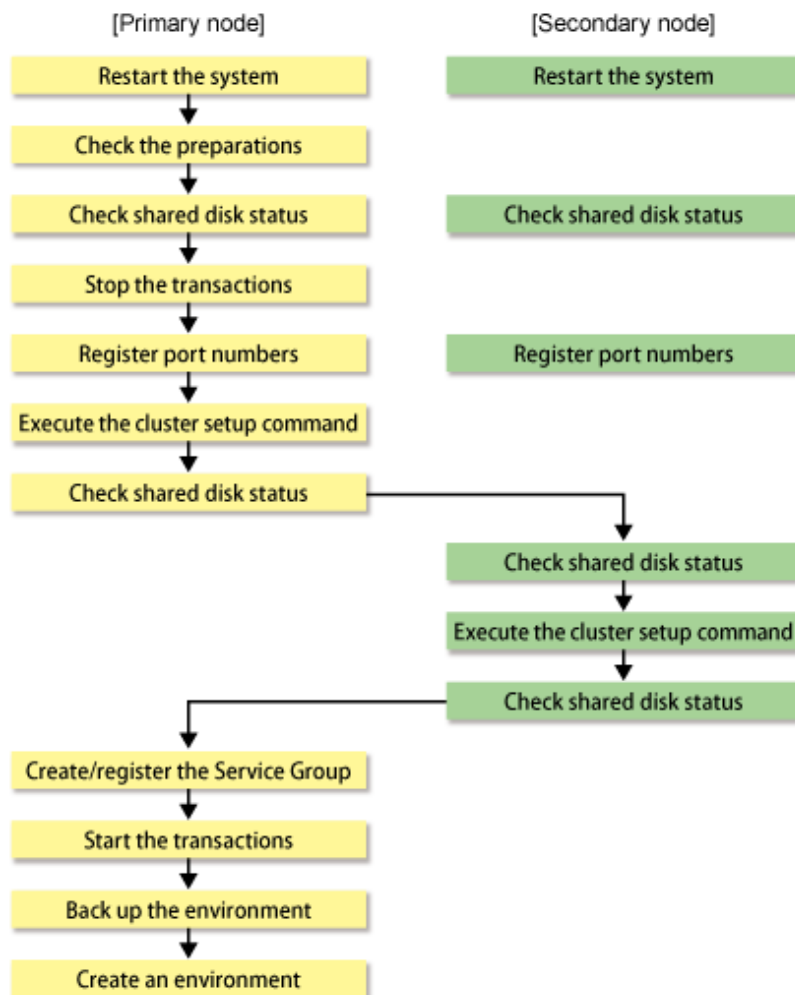 [Primary node]
[Secondary node]
Restart the system
Restart the system
Check the preparations
Check shared disk status
Check shared disk status
Stop the transactions
Register port numbers
Register port numbers
Execute the cluster setup command
Check shared disk status
Check shared disk status
Execute the cluster setup command
Check shared disk status
Create/register the Service Group
Start the transactions
Back up the environment
Create an environment